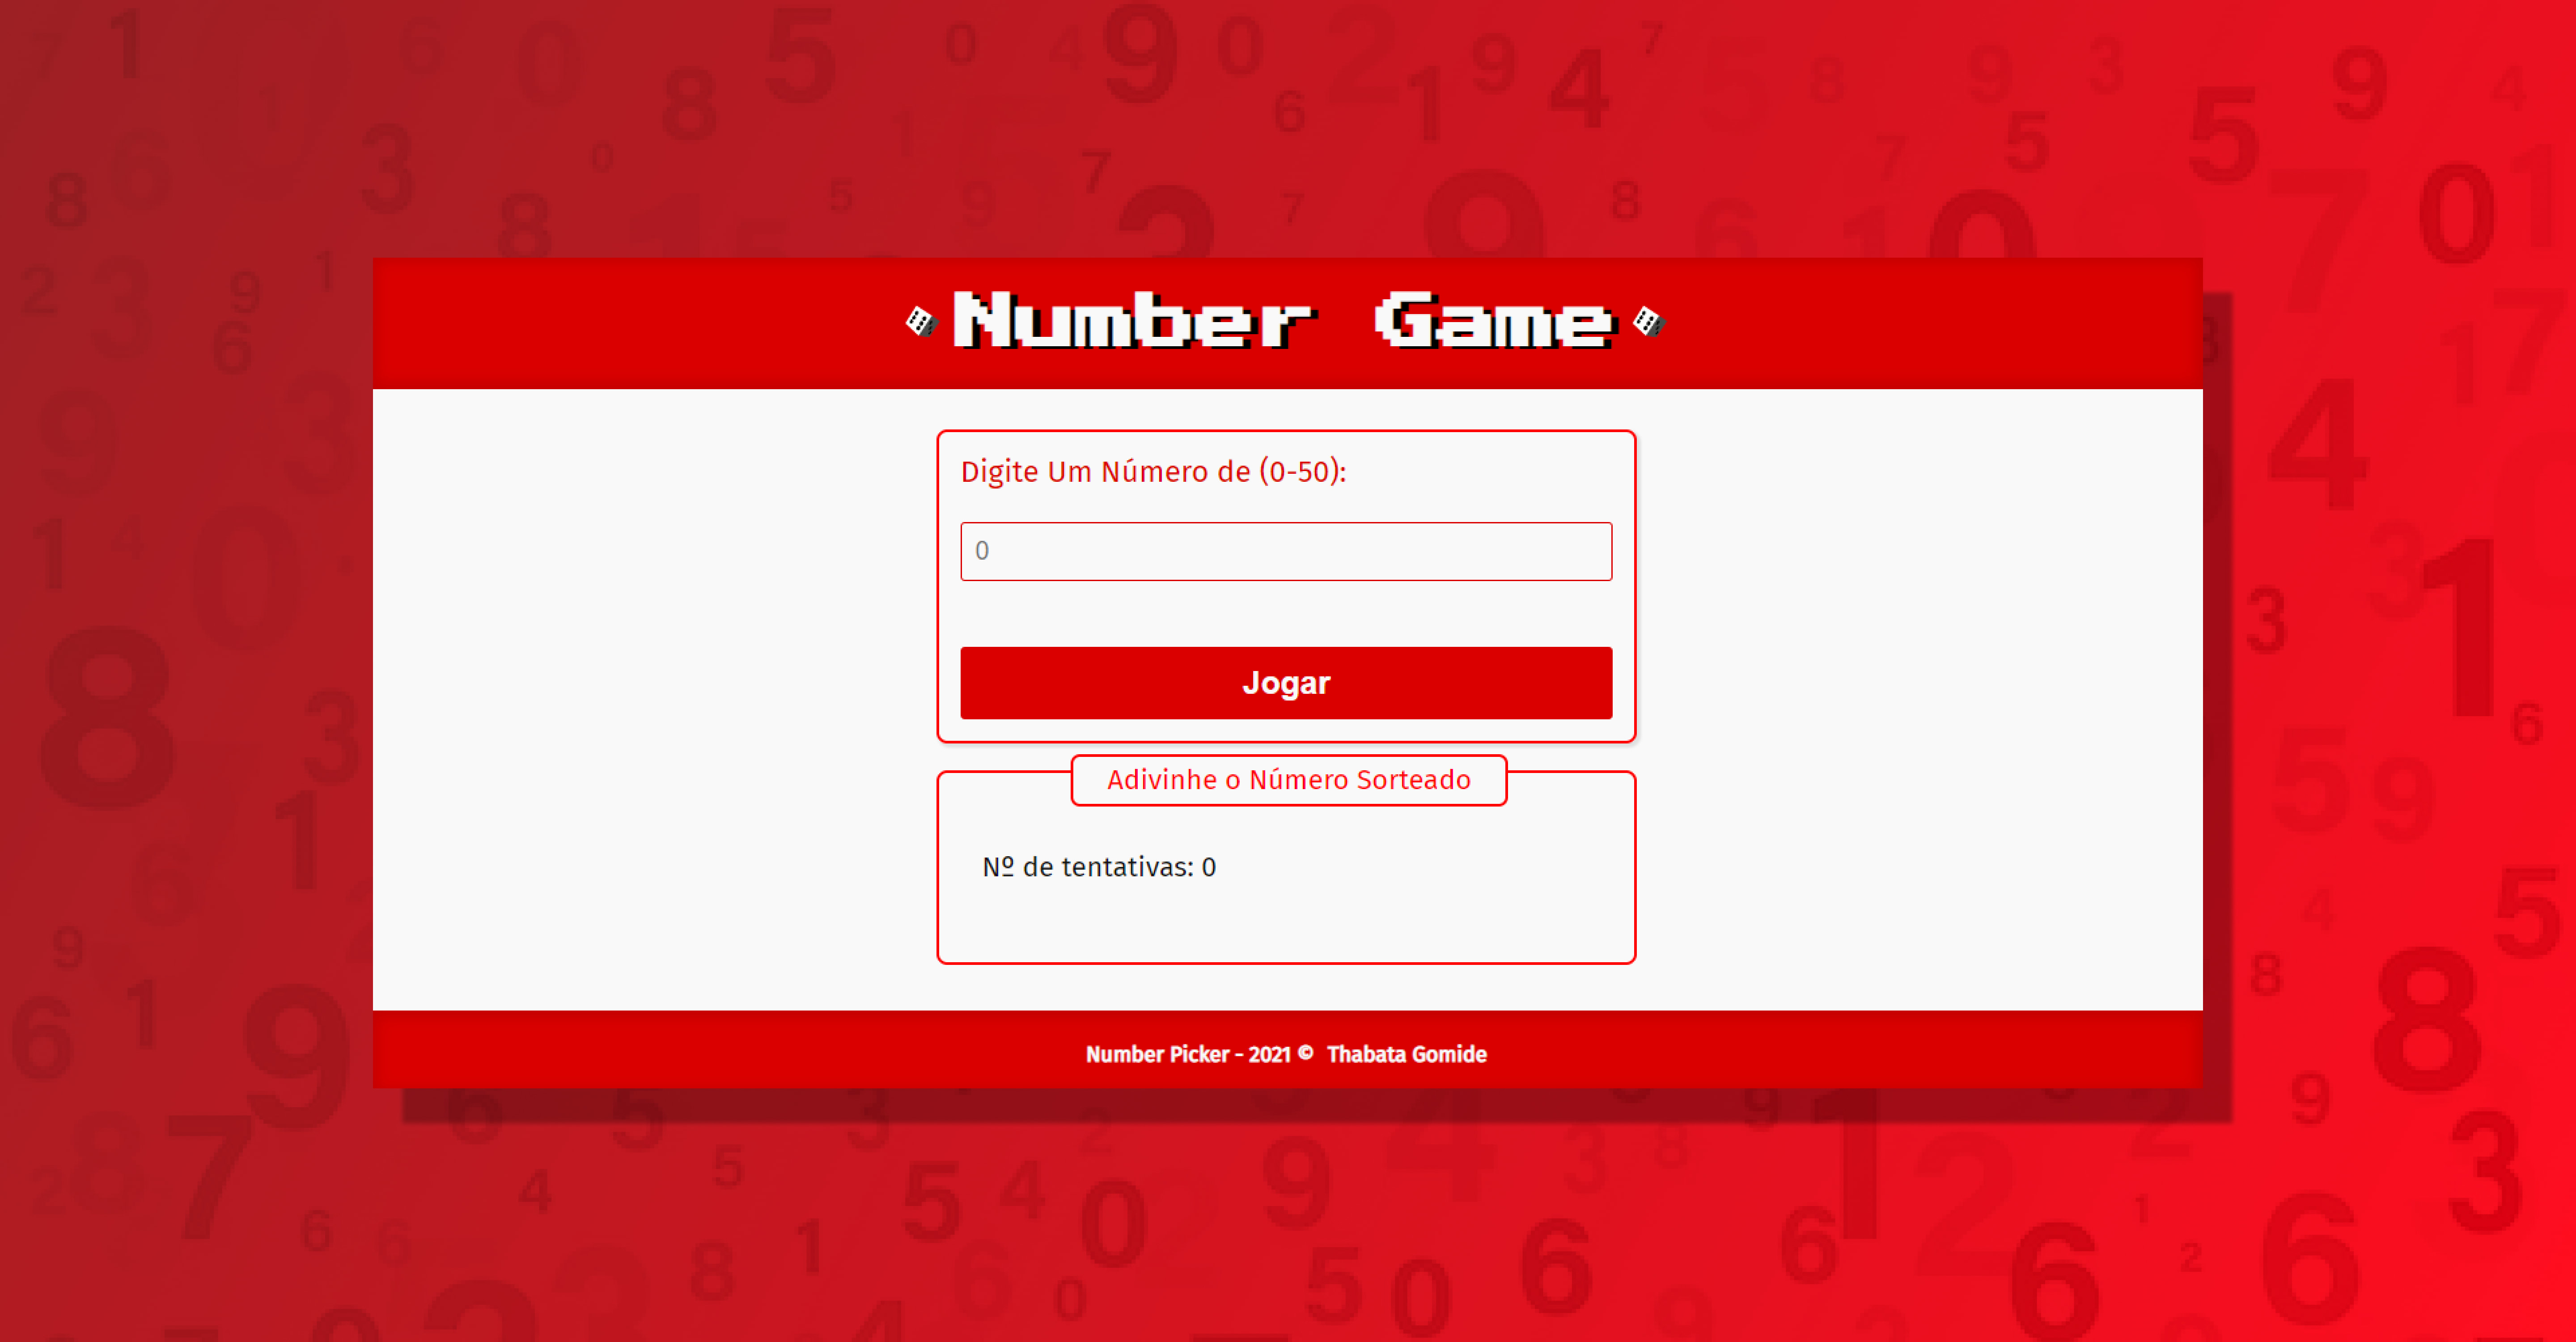 Number Game
Digite Um Número de (0-50):
0
Jogar
Adivinhe o Número Sorteado
Nº de tentativas: 0
Number Picker - 2021 © Thabata Gomide